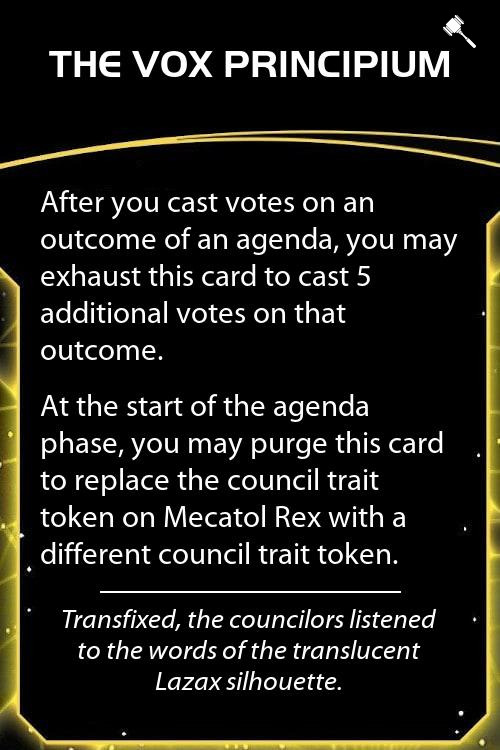 THE VOX PRINCIPIUM
After you cast votes on an
outcome of an agenda, you may
exhaust this card to cast 5
additional votes on that
outcome.
At the start of the agenda
phase, you may purge this card
to replace the council trait
token on Mecatol Rex with a
different council trait token.
Transfixed, the councilors listened
to the words of the translucent
Lazax silhouette.